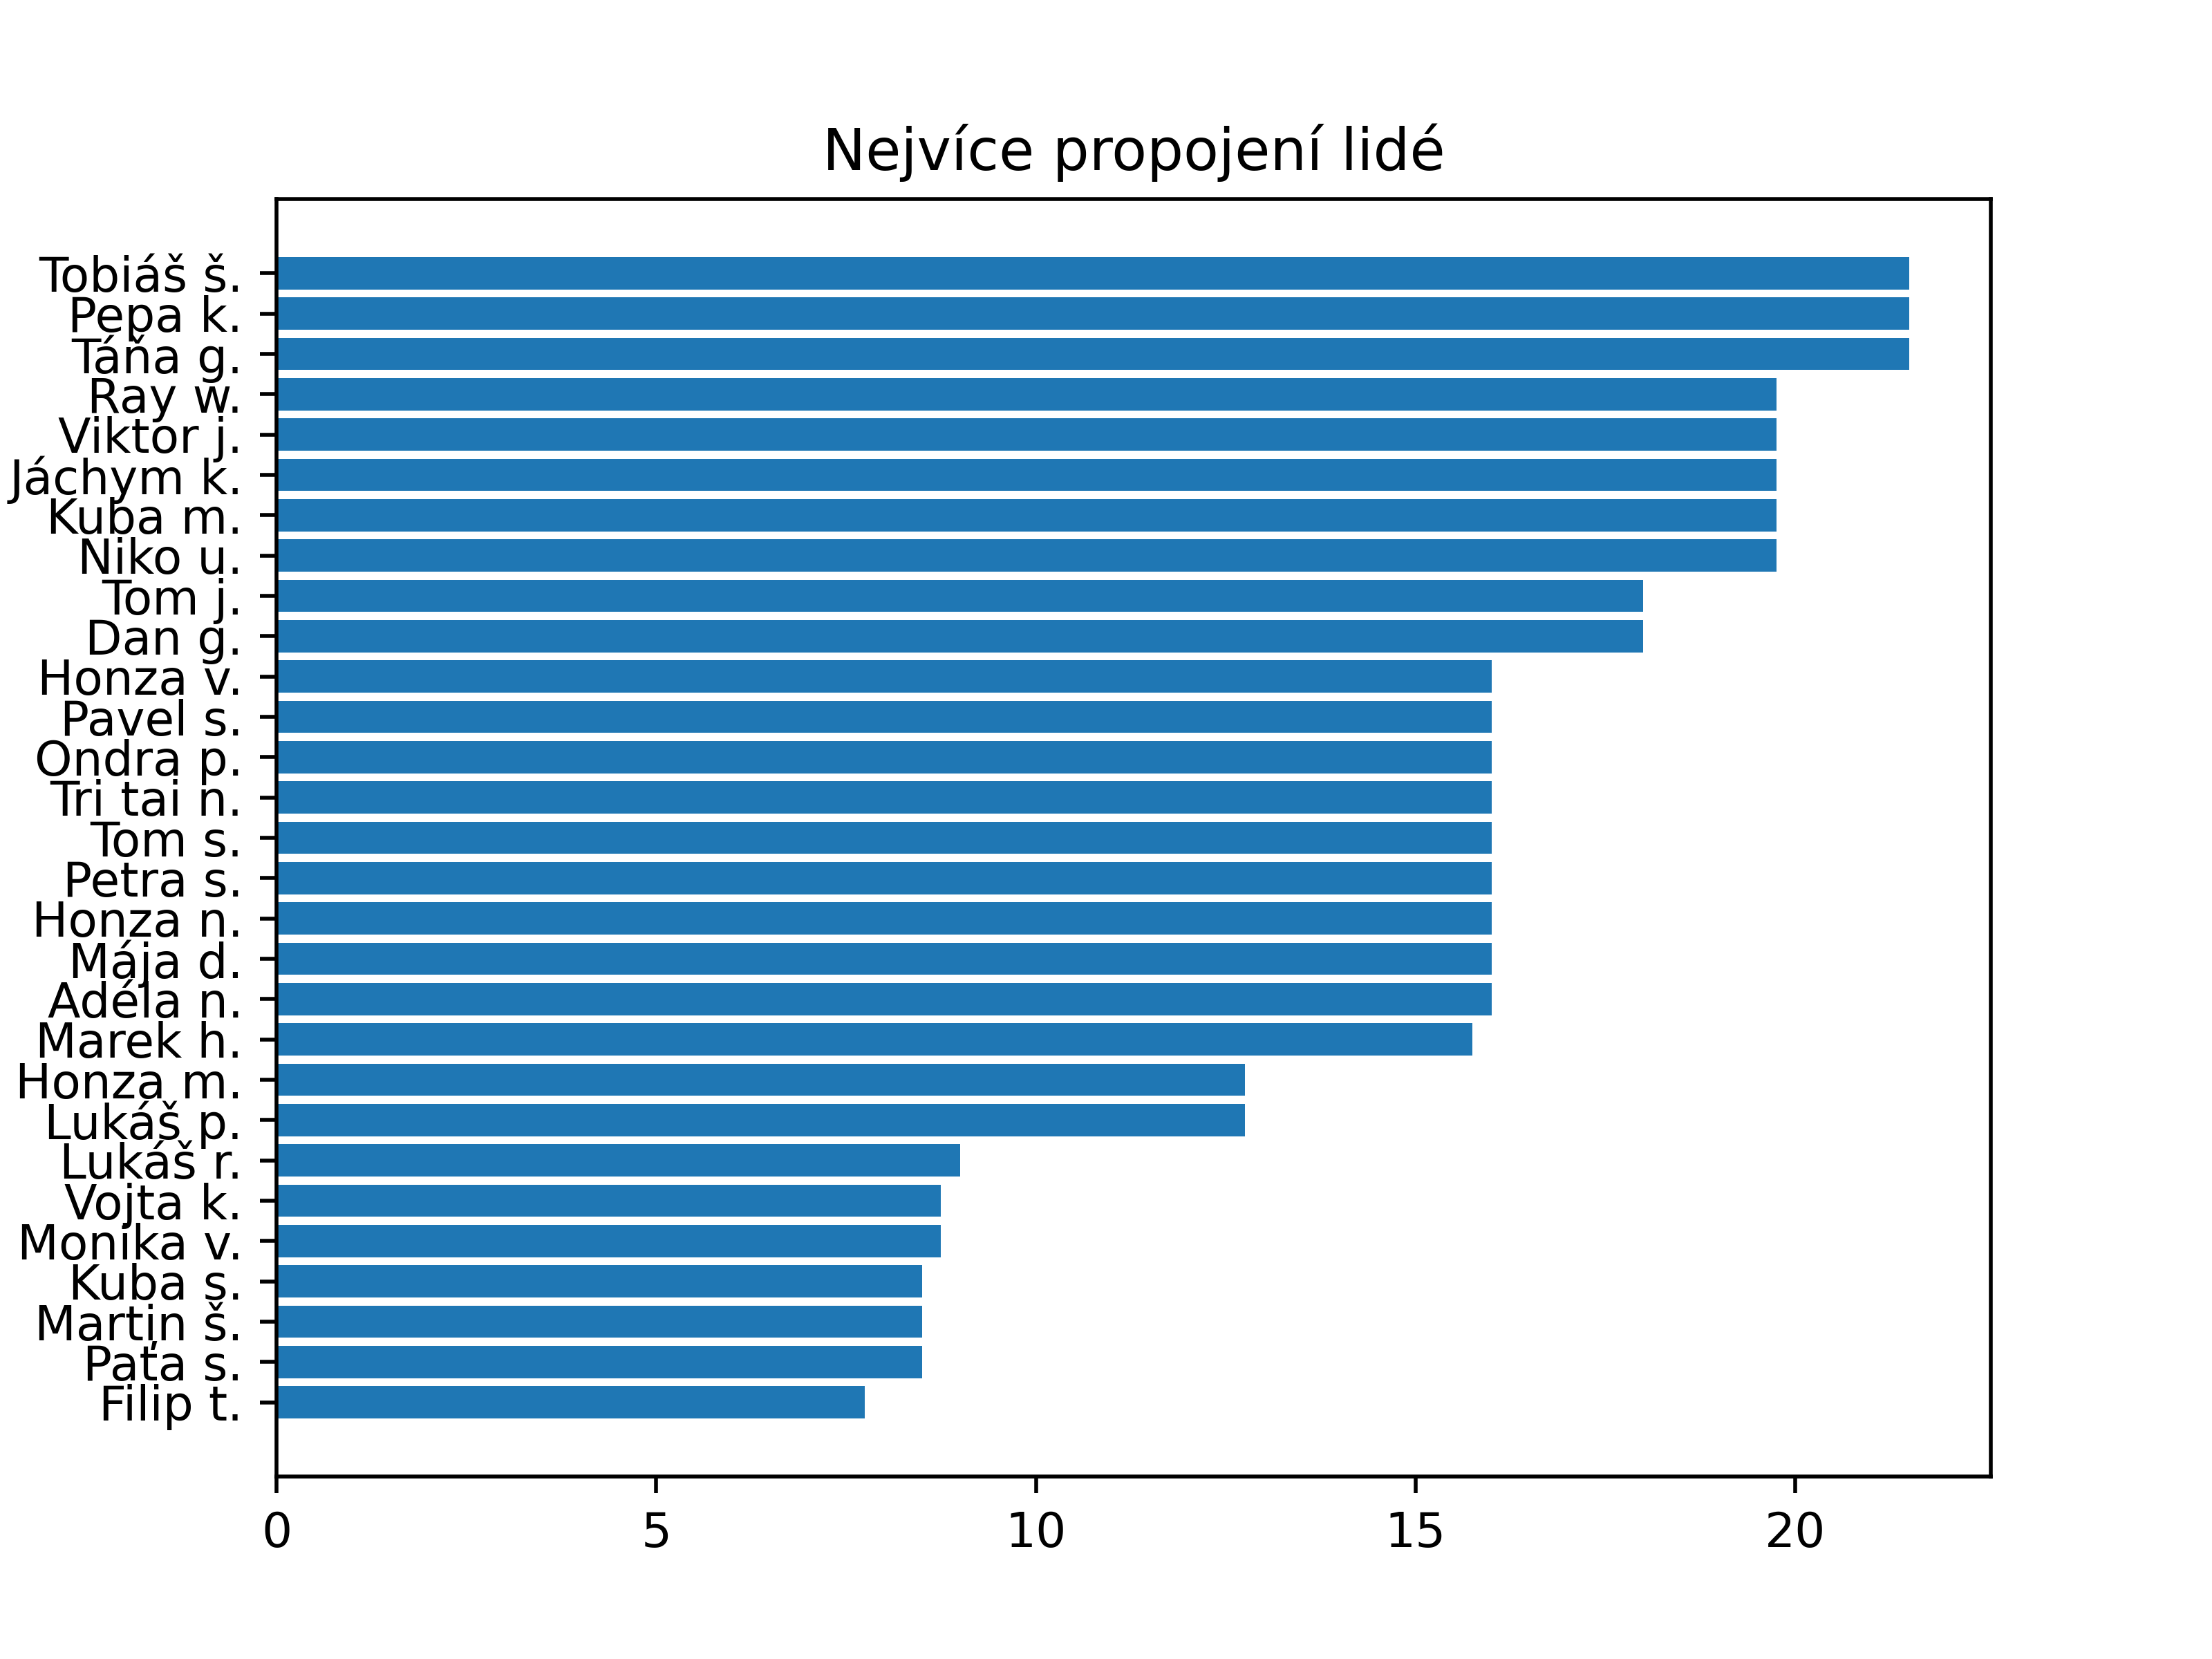 Nejvíce propojení lidé
Tobiáš š.
Pepa k.
Táňa g.
Ray w.
Viktor j.
Jáchym k.
Kuba m.
Niko u.
Tom j.
Dan g.
Honza v.
Pavel s.
Ondra p.
Tri tai n.
Tom s.
Petra s.
Honza n.
Mája d.
Adéla n.
Marek h.
Honza m.
Lukáš p.
Lukáš r.
Vojta k.
Monika v.
Kuba s.
Martin š.
Paťa s.
Filip t.
0 5 10 15 20